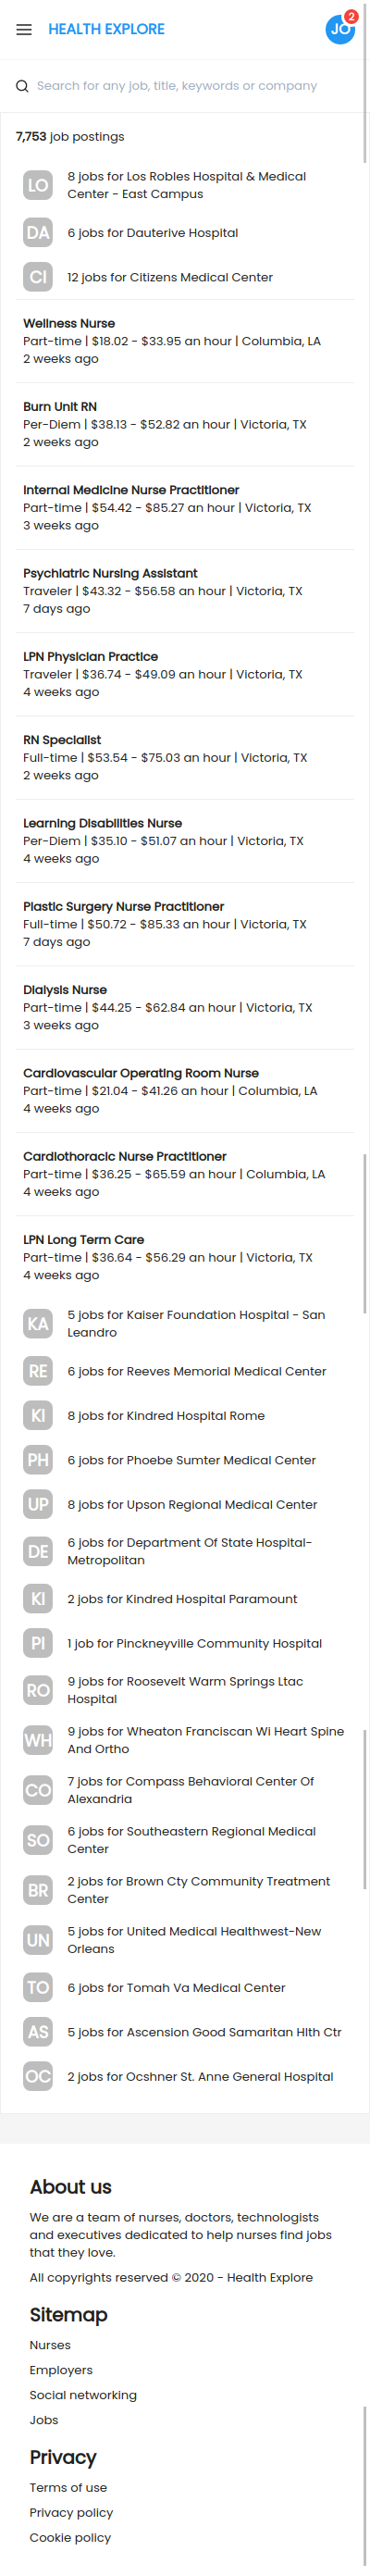 HEALTH EXPLORE
JO
2
Search for any job, title, keywords or company
7,753 job postings
LO
8 jobs for Los Robles Hospital & Medical
Center - East Campus
DA
6 jobs for Dauterive Hospital
CI
12 jobs for Citizens Medical Center
Wellness Nurse
Part-time | $18.02 - $33.95 an hour | Columbia, LA
2 weeks ago
Burn Unit RN
Per-Diem | $38.13 - $52.82 an hour | Victoria, TX
2 weeks ago
Internal Medicine Nurse Practitioner
Part-time | $54.42 - $85.27 an hour | Victoria, TX
3 weeks ago
Psychiatric Nursing Assistant
Traveler | $43.32 - $56.58 an hour | Victoria, TX
7 days ago
LPN Physician Practice
Traveler | $36.74 - $49.09 an hour | Victoria, TX
4 weeks ago
RN Specialist
Full-time | $53.54 - $75.03 an hour | Victoria, TX
2 weeks ago
Learning Disabilities Nurse
Per-Diem | $35.10 - $51.07 an hour | Victoria, TX
4 weeks ago
Plastic Surgery Nurse Practitioner
Full-time | $50.72 - $85.33 an hour | Victoria, TX
7 days ago
Dialysis Nurse
Part-time | $44.25 - $62.84 an hour | Victoria, TX
3 weeks ago
Cardiovascular Operating Room Nurse
Part-time | $21.04 - $41.26 an hour | Columbia, LA
4 weeks ago
Cardiothoracic Nurse Practitioner
Part-time | $36.25 - $65.59 an hour | Columbia, LA
4 weeks ago
LPN Long Term Care
Part-time | $36.64 - $56.29 an hour | Victoria, TX
4 weeks ago
KA
5 jobs for Kaiser Foundation Hospital - San
Leandro
RE
6 jobs for Reeves Memorial Medical Center
KI
8 jobs for Kindred Hospital Rome
PH
6 jobs for Phoebe Sumter Medical Center
UP
8 jobs for Upson Regional Medical Center
DE
6 jobs for Department Of State Hospital-
Metropolitan
KI
2 jobs for Kindred Hospital Paramount
PI
1 job for Pinckneyville Community Hospital
RO
9 jobs for Roosevelt Warm Springs Ltac
Hospital
WH
9 jobs for Wheaton Franciscan Wi Heart Spine
And Ortho
CO
7 jobs for Compass Behavioral Center Of
Alexandria
SO
6 jobs for Southeastern Regional Medical
Center
BR
2 jobs for Brown Cty Community Treatment
Center
UN
5 jobs for United Medical Healthwest-New
Orleans
TO
6 jobs for Tomah Va Medical Center
AS
5 jobs for Ascension Good Samaritan Hlth Ctr
OC
2 jobs for Ocshner St. Anne General Hospital
About us
We are a team of nurses, doctors, technologists
and executives dedicated to help nurses find jobs
that they love.
All copyrights reserved © 2020 - Health Explore
Sitemap
Nurses
Employers
Social networking
Jobs
Privacy
Terms of use
Privacy policy
Cookie policy